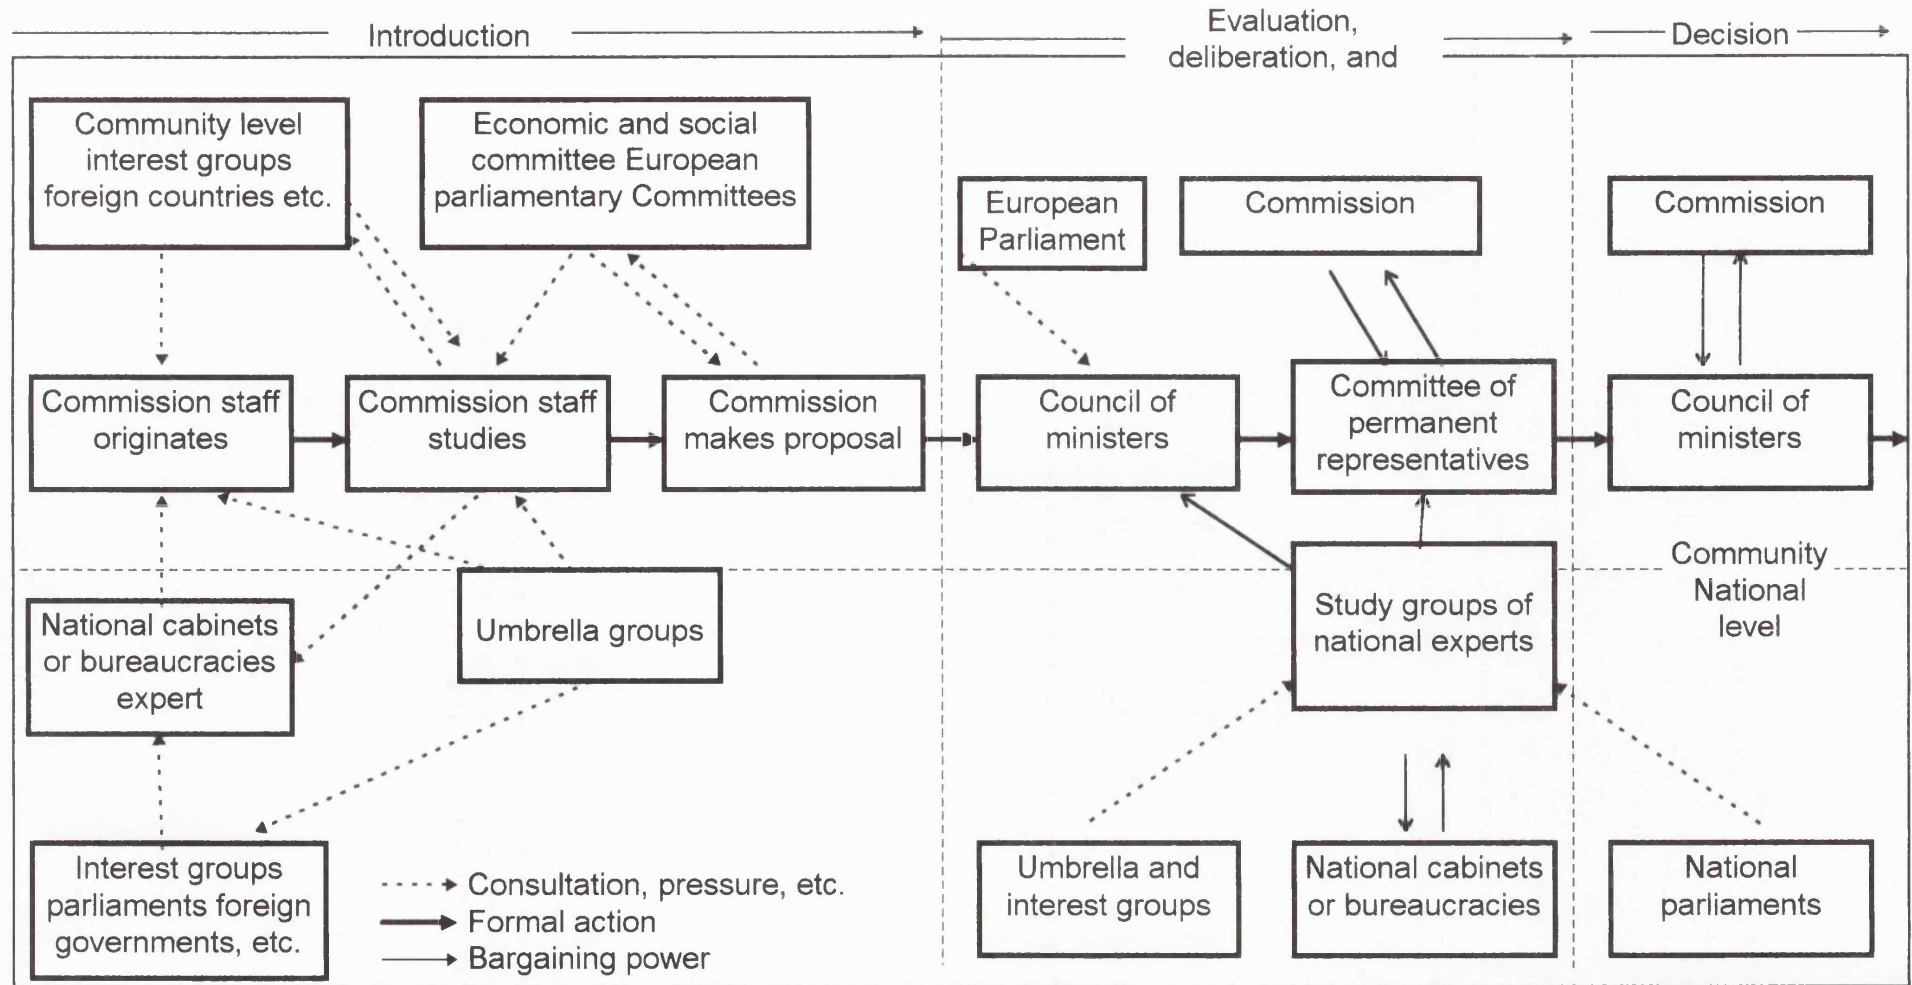 Introduction
Evaluation,
deliberation, and
Decision
Community level
interest groups
foreign countries etc.
Economic and social
committee European
parliamentary Committees
European
Parliament
Commission
Commission
Commission staff
originates
Commission staff
studies
Commission
makes proposal
Council of
ministers
Committee of
permanent
representatives
Council of
ministers
Community
National
level
National cabinets
or bureaucracies
expert
Umbrella groups
Study groups of
national experts
Interest groups
parliaments foreign
governments, etc.
Consultation, pressure, etc.
Formal action
Bargaining power
Umbrella and
interest groups
National cabinets
or bureaucracies
National
parliaments